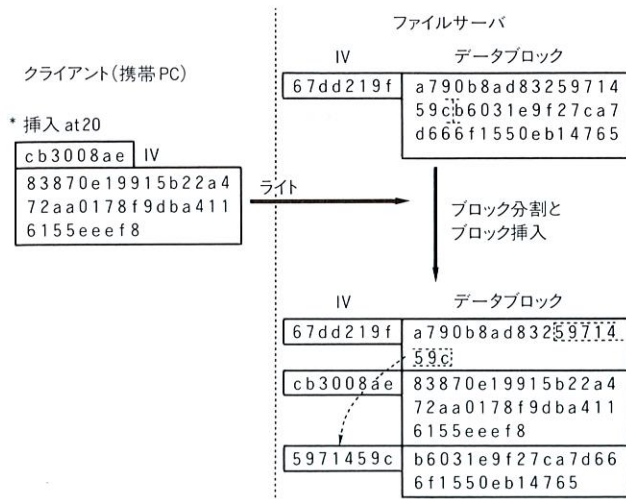 ファイルサーバ
IV データブロック
クライアント(携帯PC)
67dd219f
a790b8ad83259714
59cb6031e9f27ca7
d666f1550eb14765
* 挿入 at20
cb3008ae IV
83870e19915b22a4
72aa0178f9dba411
6155eeef8
ライト
ブロック分割と
ブロック挿入
IV データブロック
67dd219f
a790b8ad83259714
59c
cb3008ae
83870e19915b22a4
72aa0178f9dba411
6155eeef8
5971459c
b6031e9f27ca7d66
6f1550eb14765